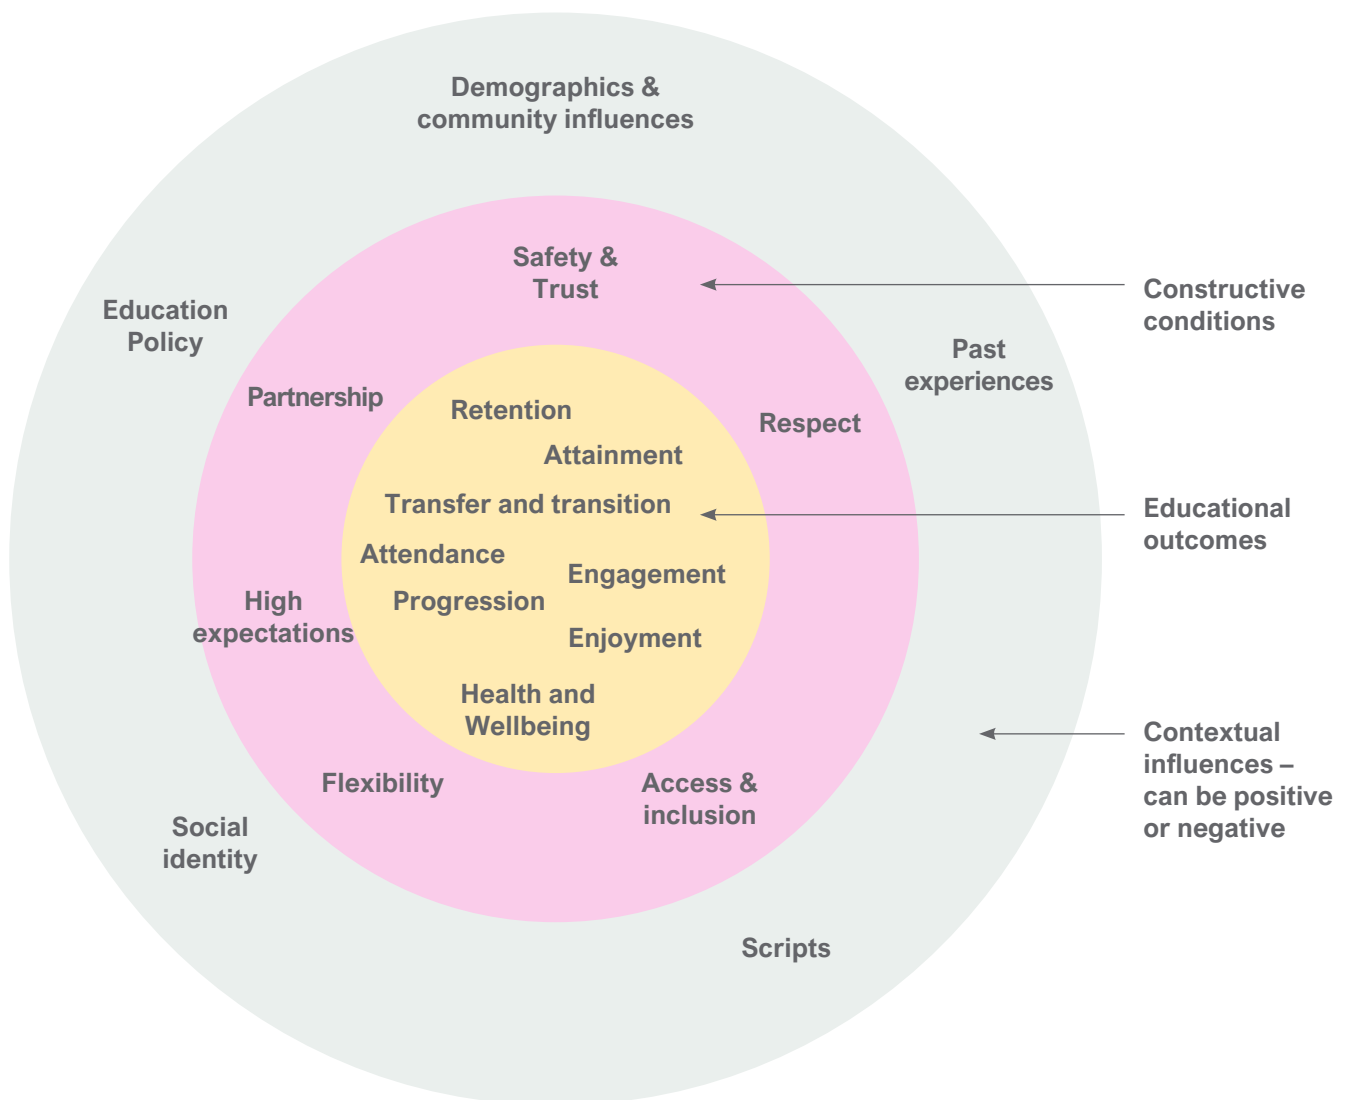 Demographics &
community influences
Safety &
Trust
Constructive
conditions
Education
Policy
Past
experiences
Partnership
Retention
Respect
Attainment
Transfer and transition
Educational
outcomes
Attendance
Engagement
Progression
High
expectations
Enjoyment
Health and
Wellbeing
Contextual
influences –
can be positive
or negative
Flexibility
Access &
inclusion
Social
identity
Scripts